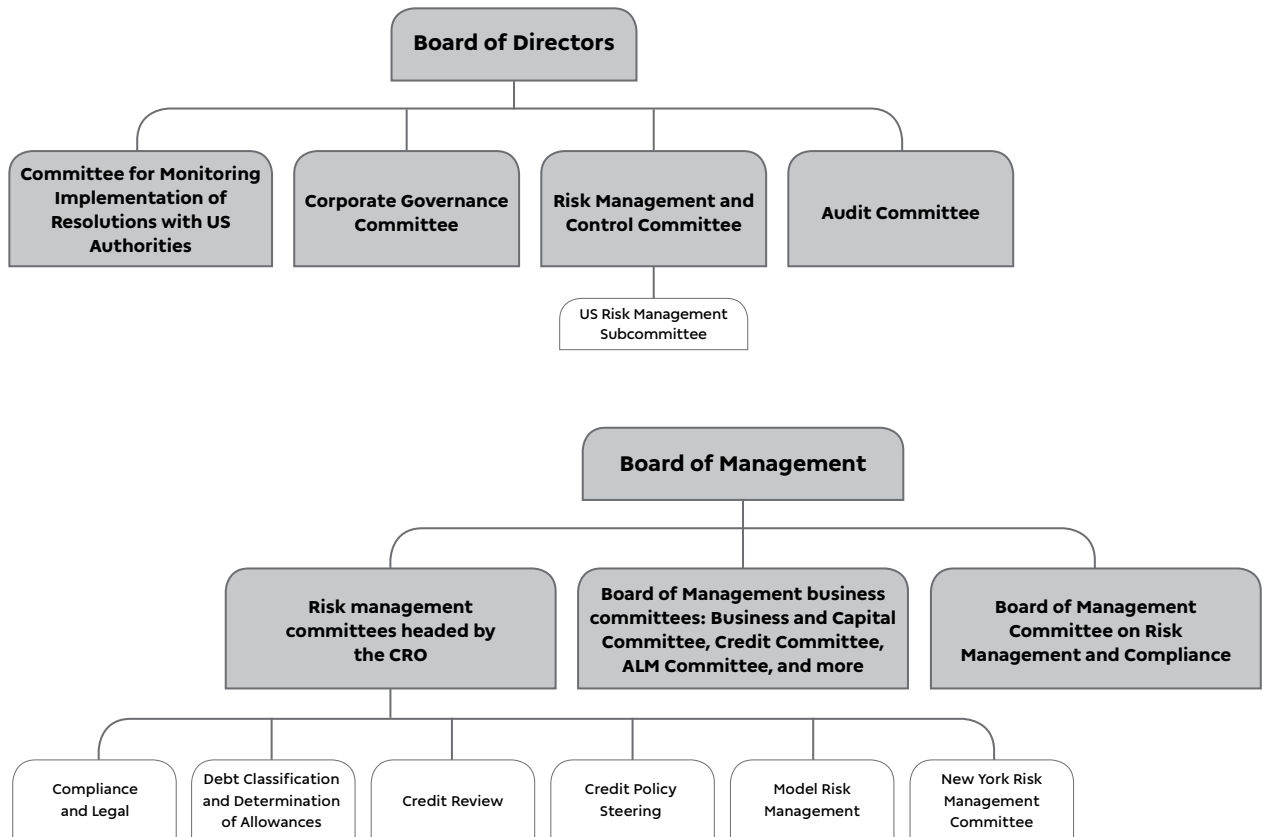 Board of Directors
Committee for Monitoring
Implementation of
Resolutions with US
Authorities
Corporate Governance
Committee
Risk Management and
Control Committee
Audit Committee
US Risk Management
Subcommittee
Board of Management
Risk management
committees headed by
the CRO
Board of Management business
committees: Business and Capital
Committee, Credit Committee,
ALM Committee, and more
Board of Management
Committee on Risk
Management and Compliance
Compliance
and Legal
Debt Classification
and Determination
of Allowances
Credit Review
Credit Policy
Steering
Model Risk
Management
New York Risk
Management
Committee